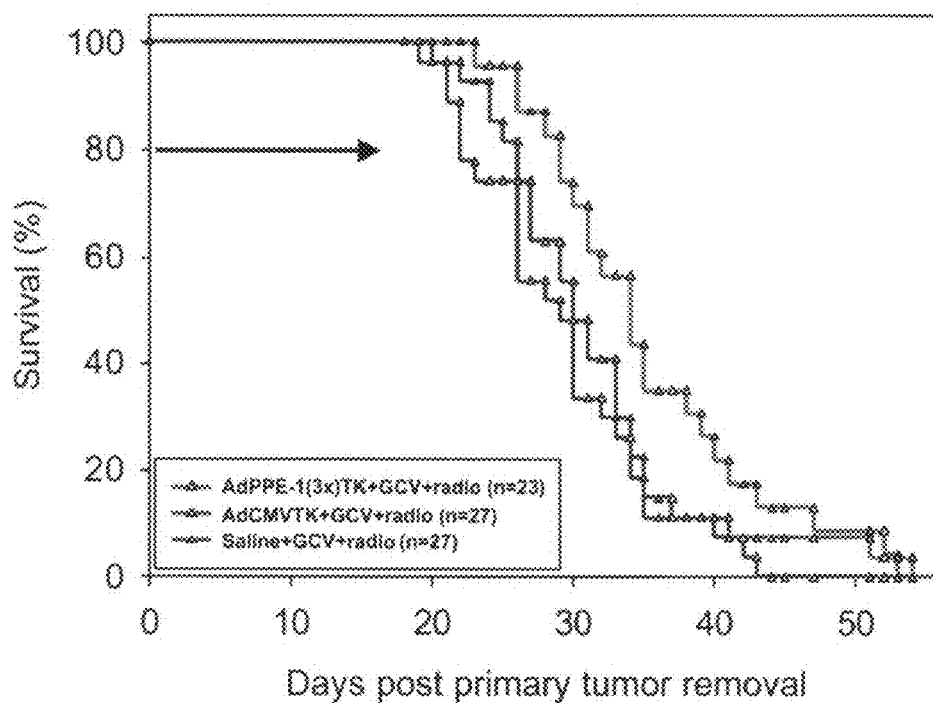 100
80
60
40
20
0
Survival (%)
AdPPE-1(3x)TK+GCV+radio (n=23)
AdCMVTK+GCV+radio (n=27)
Saline+GCV+radio (n=27)
0 10 20 30 40 50
Days post primary tumor removal